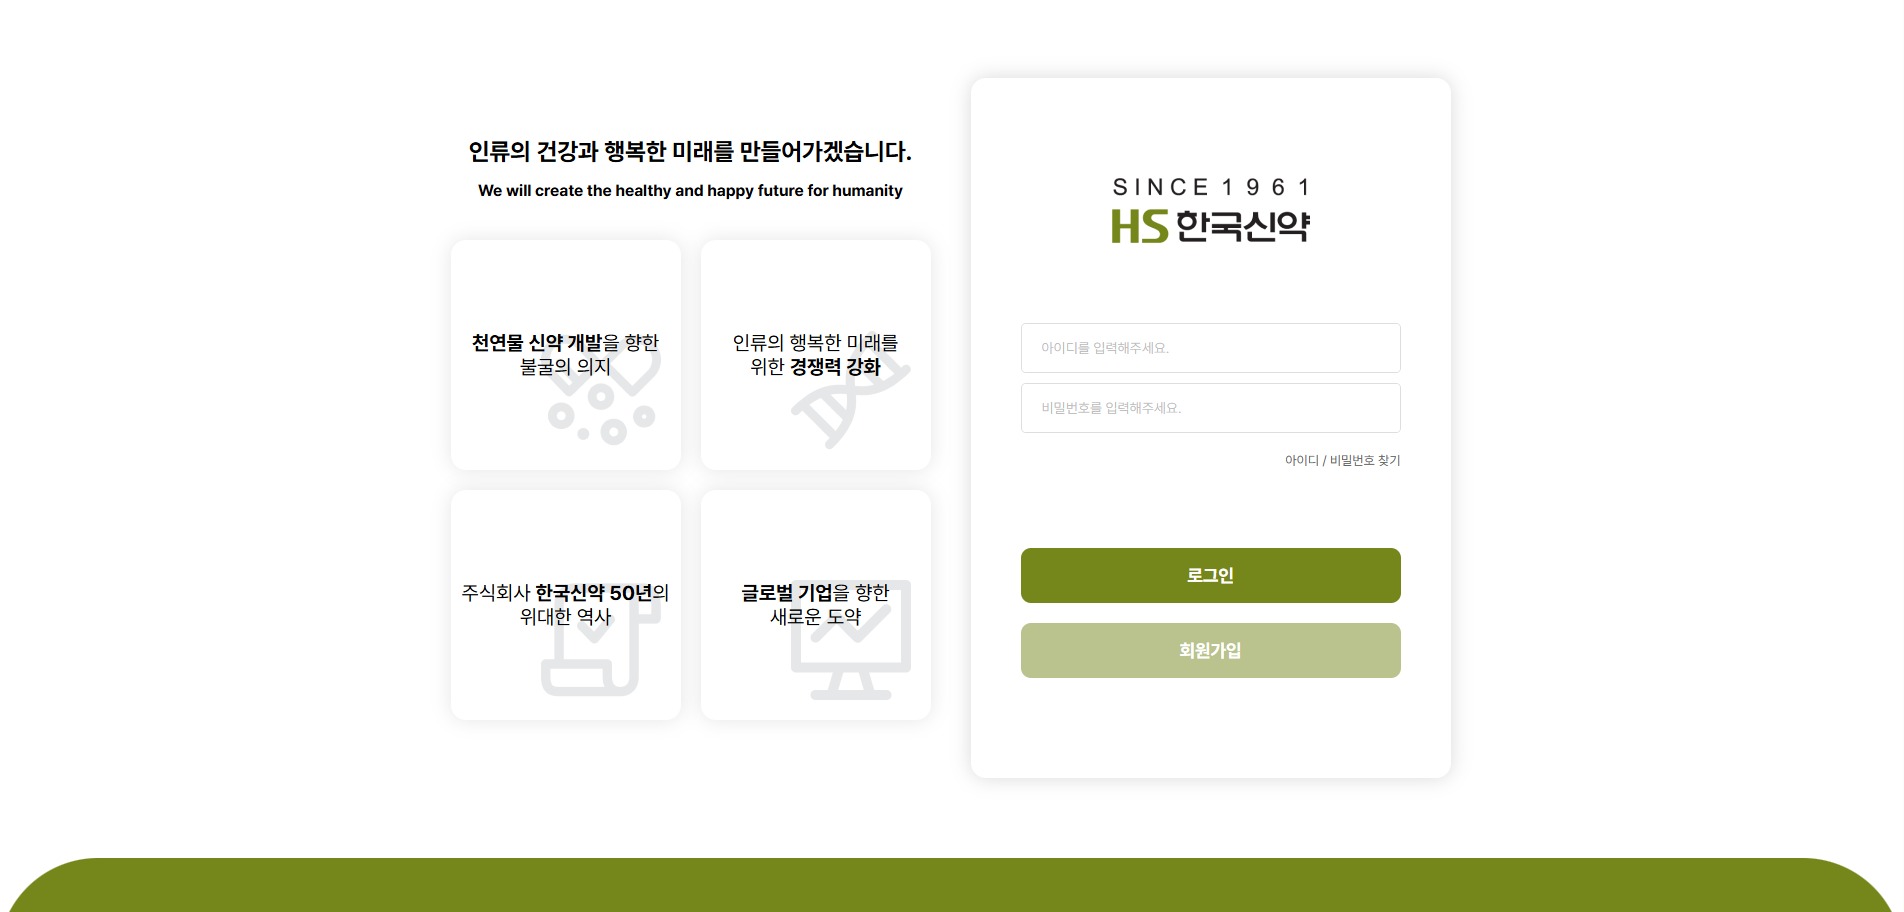 인류의 건강과 행복한 미래를 만들어가겠습니다.
We will create the healthy and happy future for humanity
천연물 신약 개발을 향한
불굴의 의지
인류의 행복한 미래를
위한 경쟁력 강화
주식회사 한국신약 50년의
위대한 역사
글로벌 기업을 향한
새로운 도약
SINCE 1961
HS 한국신약
아이디를 입력해주세요.
비밀번호를 입력해주세요.
아이디 / 비밀번호 찾기
로그인
회원가입